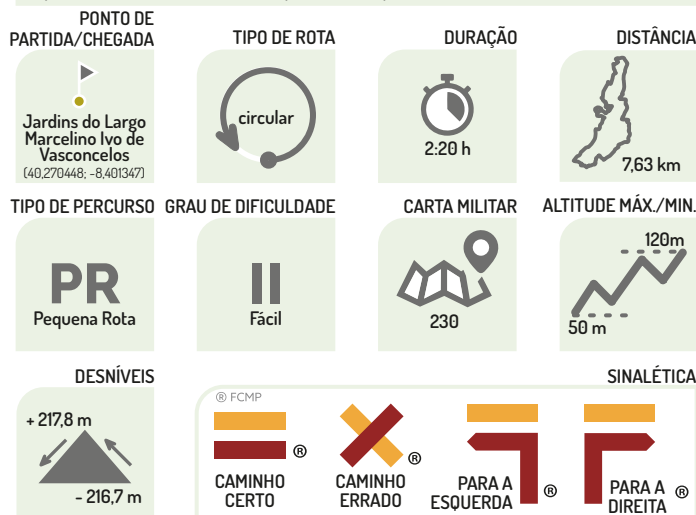 PONTO DE
PARTIDA/CHEGADA
Jardins do Largo
Marcelino Ivo de
Vasconcelos
(40,270448; -8,401347)
TIPO DE ROTA
circular
DURAÇÃO
2:20 h
DISTÂNCIA
7,63 km
TIPO DE PERCURSO
PR
Pequena Rota
GRAU DE DIFICULDADE
II
Fácil
CARTA MILITAR
230
ALTITUDE MÁX./MIN.
120m
50 m
DESNÍVEIS
+ 217,8 m
- 216,7 m
SINALÉTICA
® FCMP
®
CAMINHO
CERTO
®
CAMINHO
ERRADO
®
PARA A
ESQUERDA
®
PARA A
DIREITA